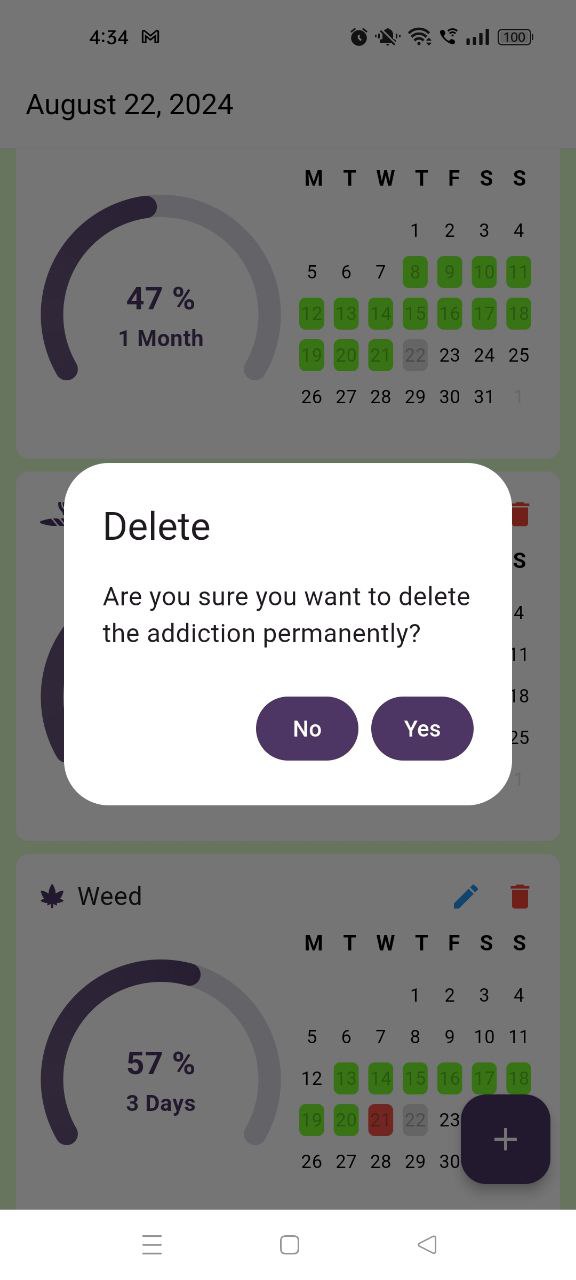 4:34 100
August 22, 2024
M T W T F S S
1 2 3 4
5 6 7 8 9 10 11
12 13 14 15 16 17 18
19 20 21 22 23 24 25
26 27 28 29 30 31 1
47 %
1 Month
S
4
11
18
25
1
Delete
Are you sure you want to delete
the addiction permanently?
No Yes
Weed
M T W T F S S
1 2 3 4
5 6 7 8 9 10 11
12 13 14 15 16 17 18
19 20 21 22 23
26 27 28 29 30
57 %
3 Days
+